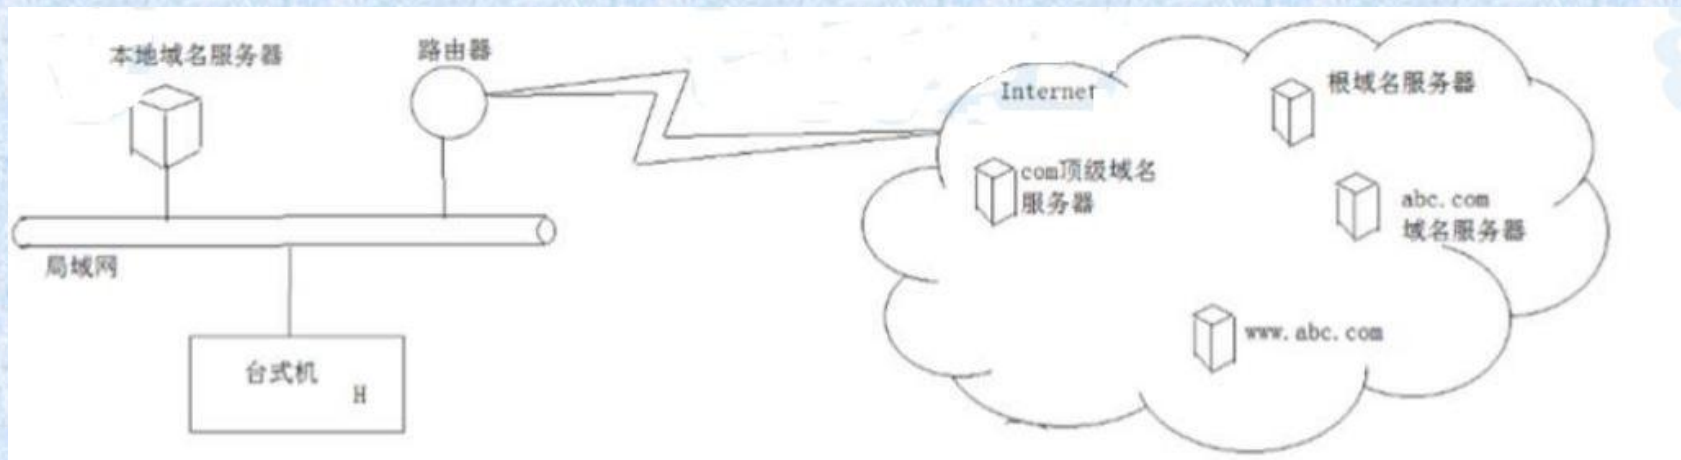 本地域名服务器
路由器
Internet
根域名服务器
com顶级域名
服务器
abc.com
域名服务器
局域网
www.abc.com
台式机
H